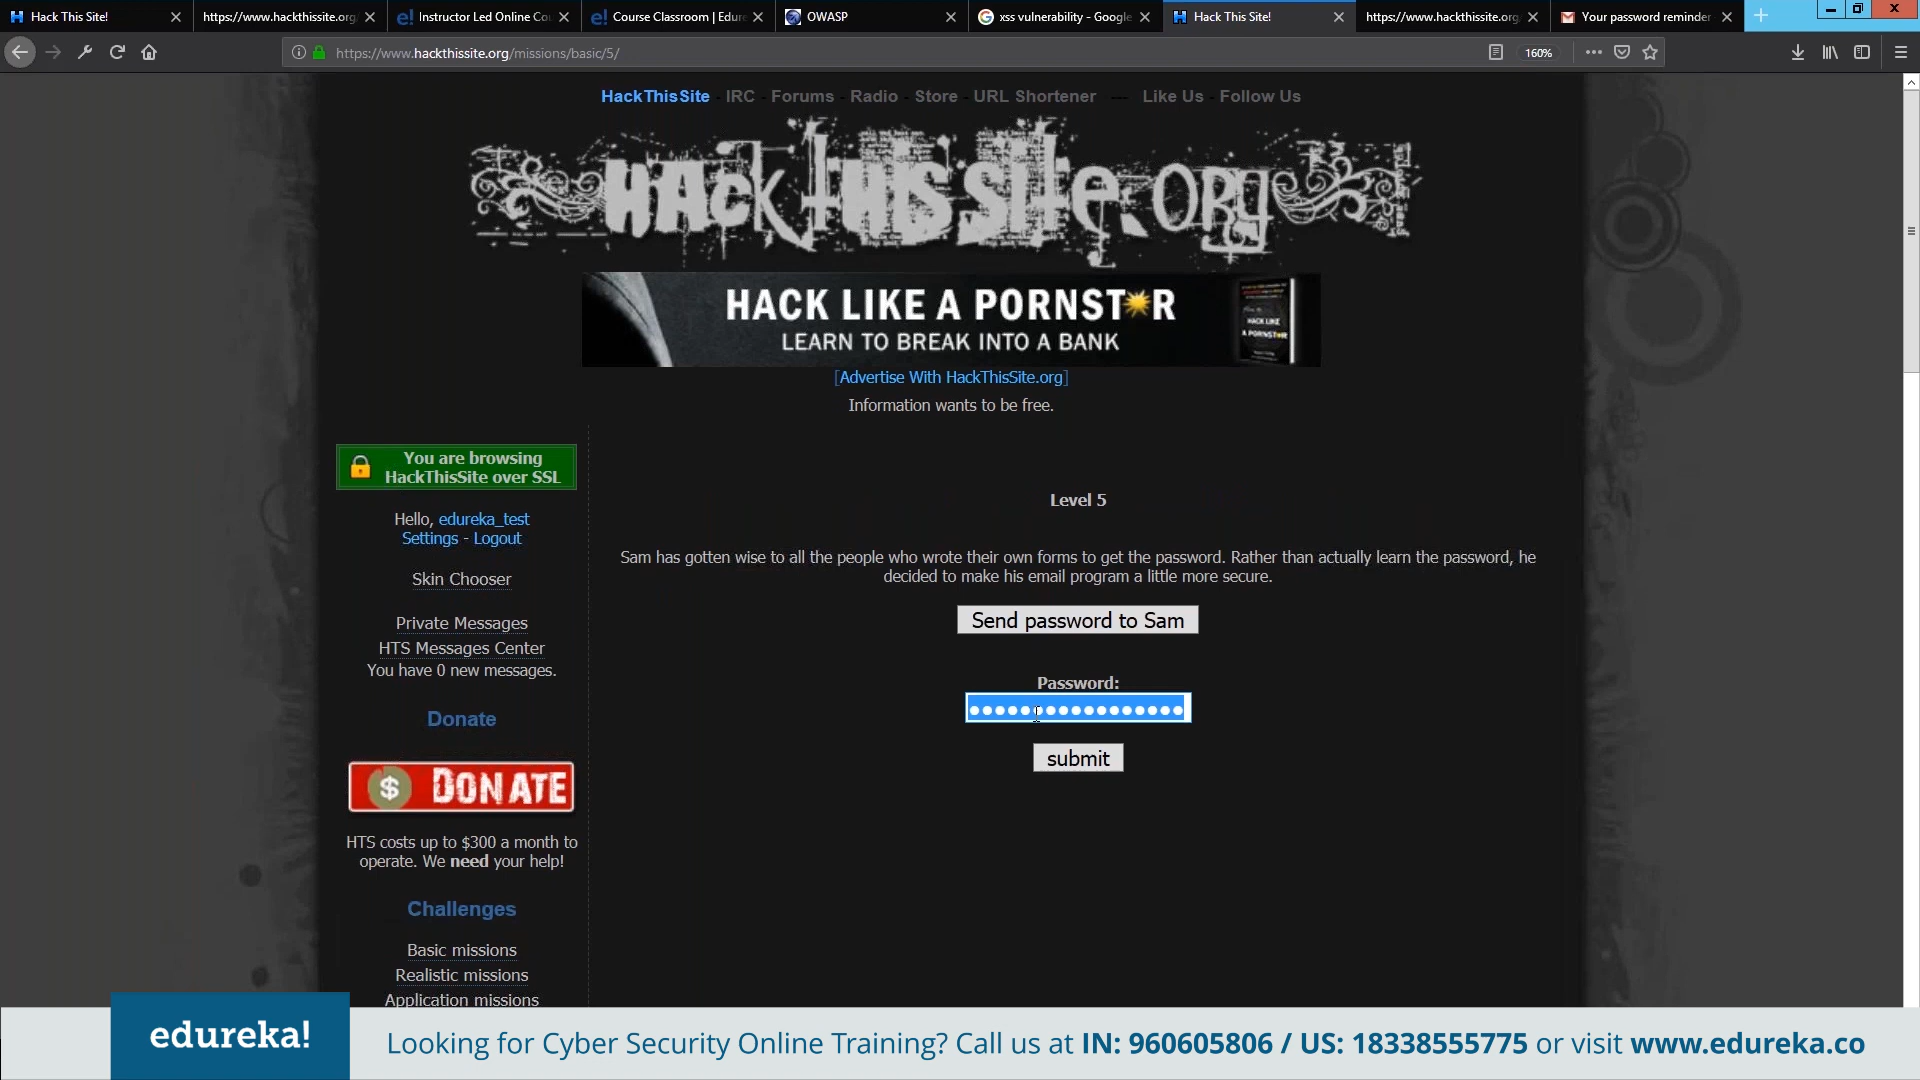 Hack This Site!
https://www.hackthissite.org
Instructor Led Online Co
Course Classroom | Edure
OWASP
xss vulnerability - Google
Hack This Site!
https://www.hackthissite.org
Your password reminder
https://www.hackthissite.org/missions/basic/5/
160%
HackThisSite - IRC - Forums - Radio - Store - URL Shortener --- Like Us - Follow Us
HACK THIS SITE.ORG
HACK LIKE A PORNST★R
LEARN TO BREAK INTO A BANK
HACK LIKE
A PORNST★R
[Advertise With HackThisSite.org]
Information wants to be free.
You are browsing
HackThisSite over SSL
Hello, edureka_test
Settings - Logout
Skin Chooser
Private Messages
HTS Messages Center
You have 0 new messages.
Donate
$ DONATE
HTS costs up to $300 a month to
operate. We need your help!
Challenges
Basic missions
Realistic missions
Application missions
Level 5
Sam has gotten wise to all the people who wrote their own forms to get the password. Rather than actually learn the password, he
decided to make his email program a little more secure.
Send password to Sam
Password:
submit
edureka!
Looking for Cyber Security Online Training? Call us at IN: 960605806 / US: 18338555775 or visit www.edureka.co